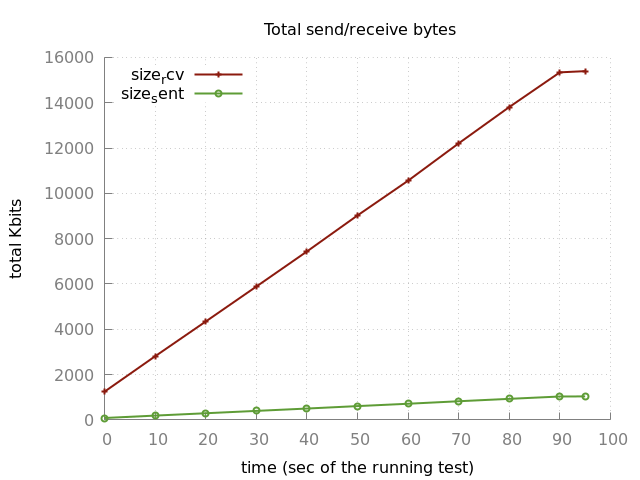 Total send/receive bytes
size_rcv
size_sent
16000
14000
12000
10000
8000
6000
4000
2000
0
total Kbits
0 10 20 30 40 50 60 70 80 90 100
time (sec of the running test)